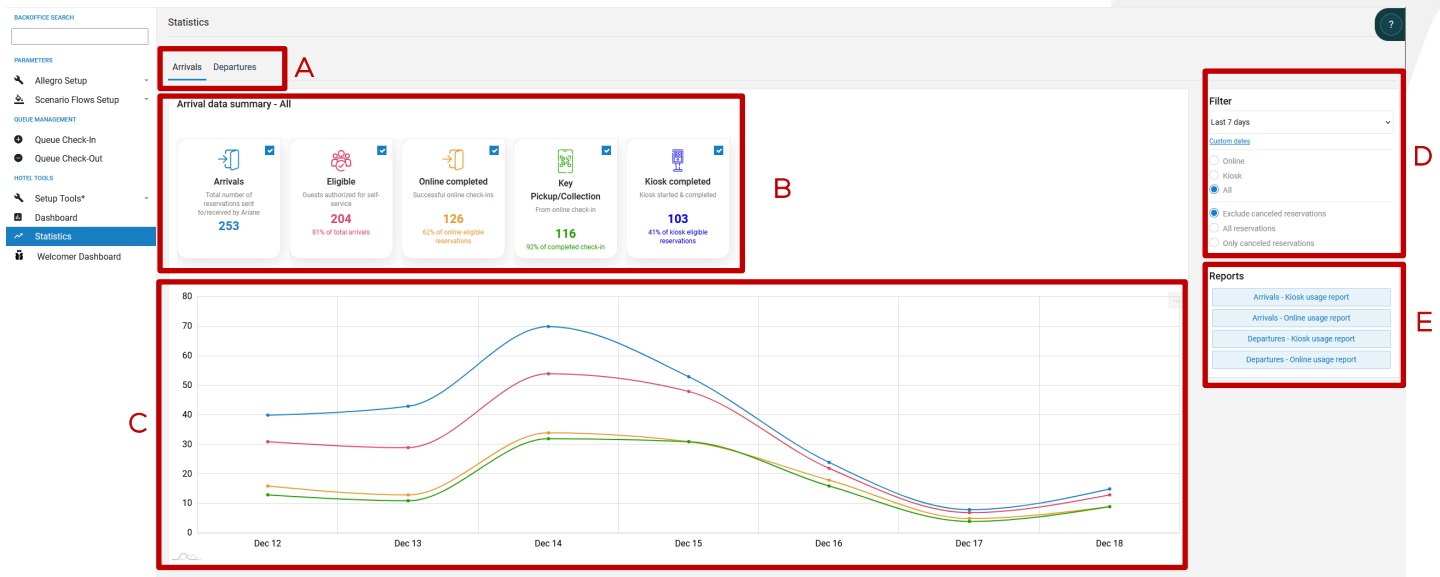 BACKOFFICE SEARCH
PARAMETERS
Allegro Setup
Scenario Flows Setup
QUEUE MANAGEMENT
Queue Check-In
Queue Check-Out
HOTEL TOOLS
Setup Tools*
Dashboard
Statistics
Welcomer Dashboard
Statistics
?
Arrivals Departures
A
Arrival data summary - All
Arrivals
Total number of
reservations sent
to/received by Ariane
253
Eligible
Guests authorized for self-
service
204
81% of total arrivals
Online completed
Successful online check-ins
126
62% of online eligible
reservations
Key
Pickup/Collection
From online check-in
116
92% of completed check-in
Kiosk completed
Kiosk started & completed
103
41% of kiosk eligible
reservations
B
Filter
Last 7 days
Custom dates
Online
Kiosk
All
Exclude canceled reservations
All reservations
Only canceled reservations
D
Reports
Arrivals - Kiosk usage report
Arrivals - Online usage report
Departures - Kiosk usage report
Departures - Online usage report
E
C
80
70
60
50
40
30
20
10
0
Dec 12 Dec 13 Dec 14 Dec 15 Dec 16 Dec 17 Dec 18